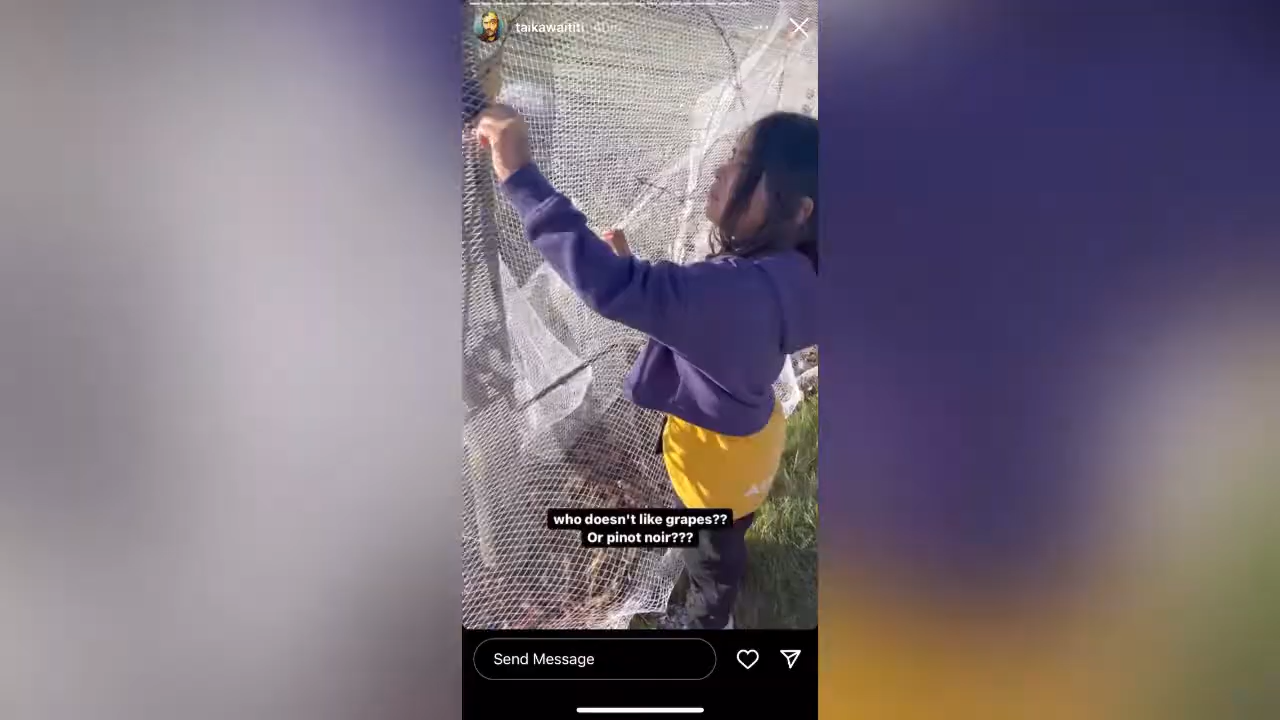 taikawaititi
who doesn't like grapes??
Or pinot noir???
Send Message